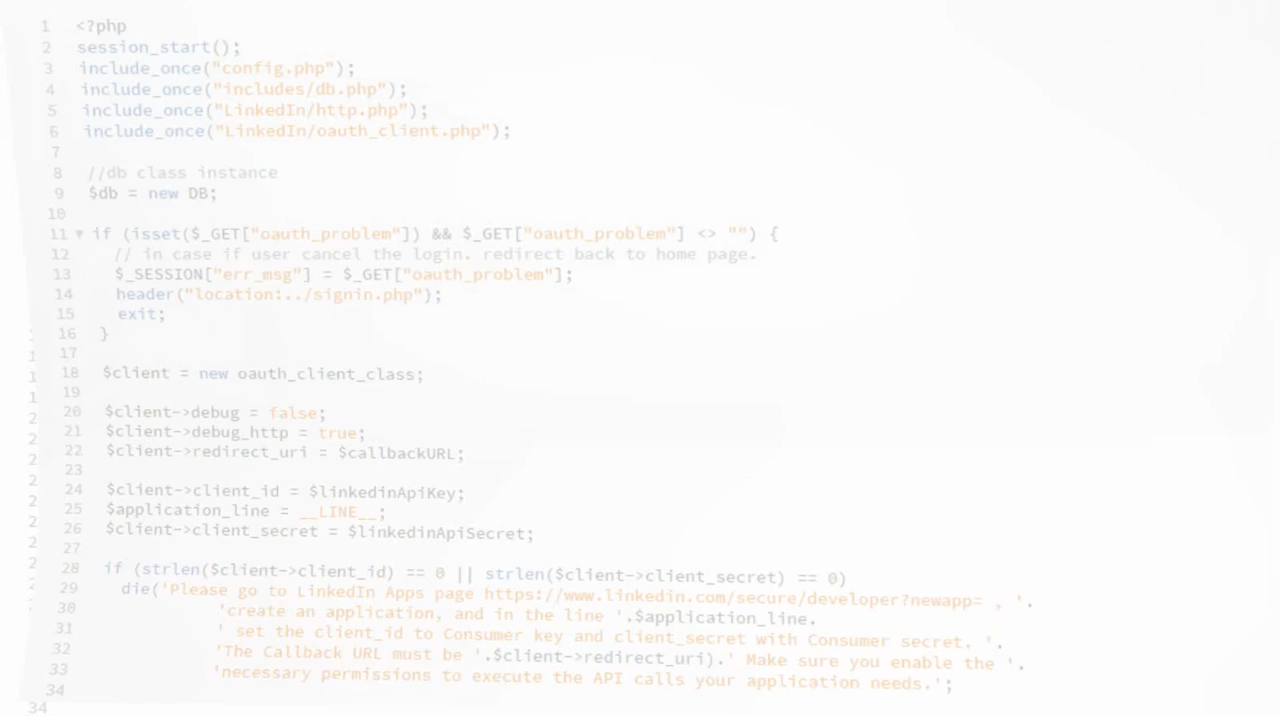 1 <?php
2 session_start();
3 include_once("config.php");
4 include_once("includes/db.php");
5 include_once("LinkedIn/http.php");
6 include_once("LinkedIn/oauth_client.php");
7
8 //db class instance
9 $db = new DB;
10
11 if (isset($_GET["oauth_problem"]) && $_GET["oauth_problem"] <> "") {
12 // in case if user cancel the login. redirect back to home page.
13 $_SESSION["err_msg"] = $_GET["oauth_problem"];
14 header("location:../signin.php");
15 exit;
16 }
17
18 $client = new oauth_client_class;
19
20 $client->debug = false;
21 $client->debug_http = true;
22 $client->redirect_uri = $callbackURL;
23
24 $client->client_id = $linkedinApiKey;
25 $application_line = __LINE__;
26 $client->client_secret = $linkedinApiSecret;
27
28 if (strlen($client->client_id) == 0 || strlen($client->client_secret) == 0)
29 die('Please go to LinkedIn Apps page https://www.linkedin.com/secure/developer?newapp= , '.
30 'create an application, and in the line '.$application_line.
31 ' set the client_id to Consumer key and client_secret with Consumer secret. '.
32 'The Callback URL must be '.$client->redirect_uri).' Make sure you enable the '.
33 'necessary permissions to execute the API calls your application needs.';
34
34